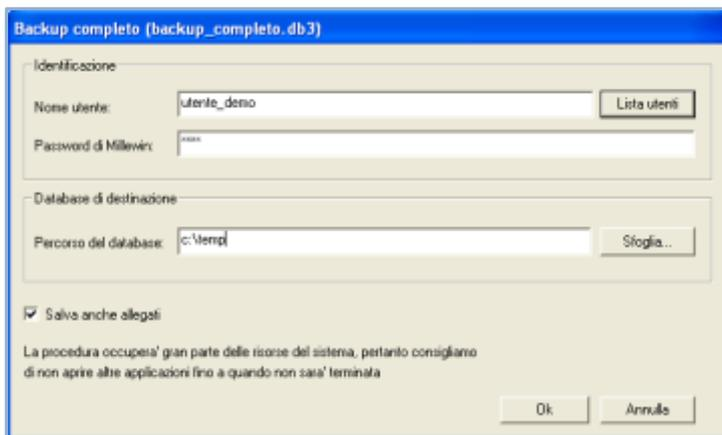 Backup completo (backup_completo.db3)
Identificazione
Nome utente: utente_demo Lista utenti
Password di Millewin: ****
Database di destinazione
Percorso del database: c:\temp Sfoglia...
Salva anche allegati
La procedura occupera' gran parte delle risorse del sistema, pertanto consigliamo
di non aprire altre applicazioni fino a quando non sara' terminata
Ok Annulla